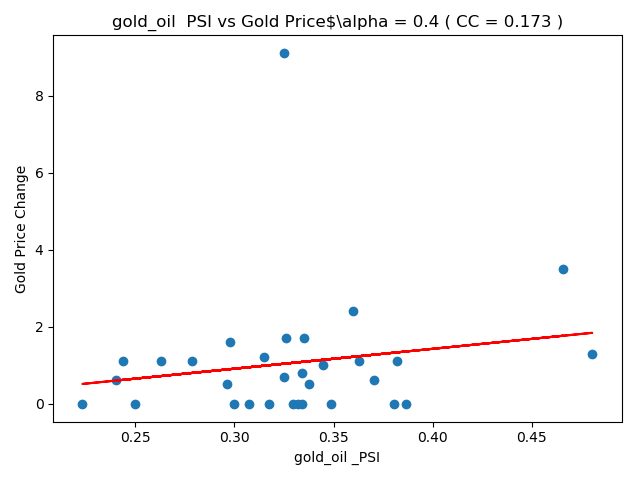 gold_oil  PSI vs Gold Price$\alpha = 0.4 ( CC = 0.173 )
Gold Price Change
8
6
4
2
0
0.25 0.30 0.35 0.40 0.45
gold_oil _PSI